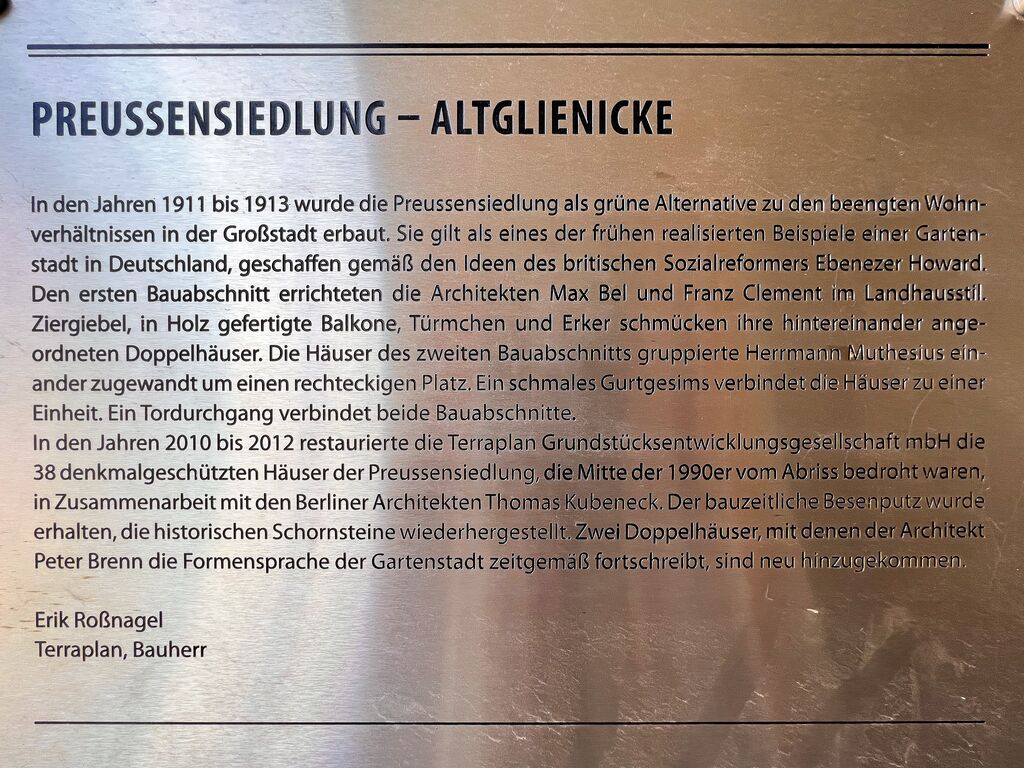 PREUSSENSIEDLUNG – ALTGLIENICKE
In den Jahren 1911 bis 1913 wurde die Preussensiedlung als grüne Alternative zu den beengten Wohn-
verhältnissen in der Großstadt erbaut. Sie gilt als eines der frühen realisierten Beispiele einer Garten-
stadt in Deutschland, geschaffen gemäß den Ideen des britischen Sozialreformers Ebenezer Howard.
Den ersten Bauabschnitt errichteten die Architekten Max Bel und Franz Clement im Landhausstil.
Ziergiebel, in Holz gefertigte Balkone, Türmchen und Erker schmücken ihre hintereinander ange-
ordneten Doppelhäuser. Die Häuser des zweiten Bauabschnitts gruppierte Herrmann Muthesius ein-
ander zugewandt um einen rechteckigen Platz. Ein schmales Gurtgesims verbindet die Häuser zu einer
Einheit. Ein Tordurchgang verbindet beide Bauabschnitte.
In den Jahren 2010 bis 2012 restaurierte die Terraplan Grundstücksentwicklungsgesellschaft mbH die
38 denkmalgeschützten Häuser der Preussensiedlung, die Mitte der 1990er vom Abriss bedroht waren,
in Zusammenarbeit mit den Berliner Architekten Thomas Kubeneck. Der bauzeitliche Besenputz wurde
erhalten, die historischen Schornsteine wiederhergestellt. Zwei Doppelhäuser, mit denen der Architekt
Peter Brenn die Formensprache der Gartenstadt zeitgemäß fortschreibt, sind neu hinzugekommen.
Erik Roßnagel
Terraplan, Bauherr